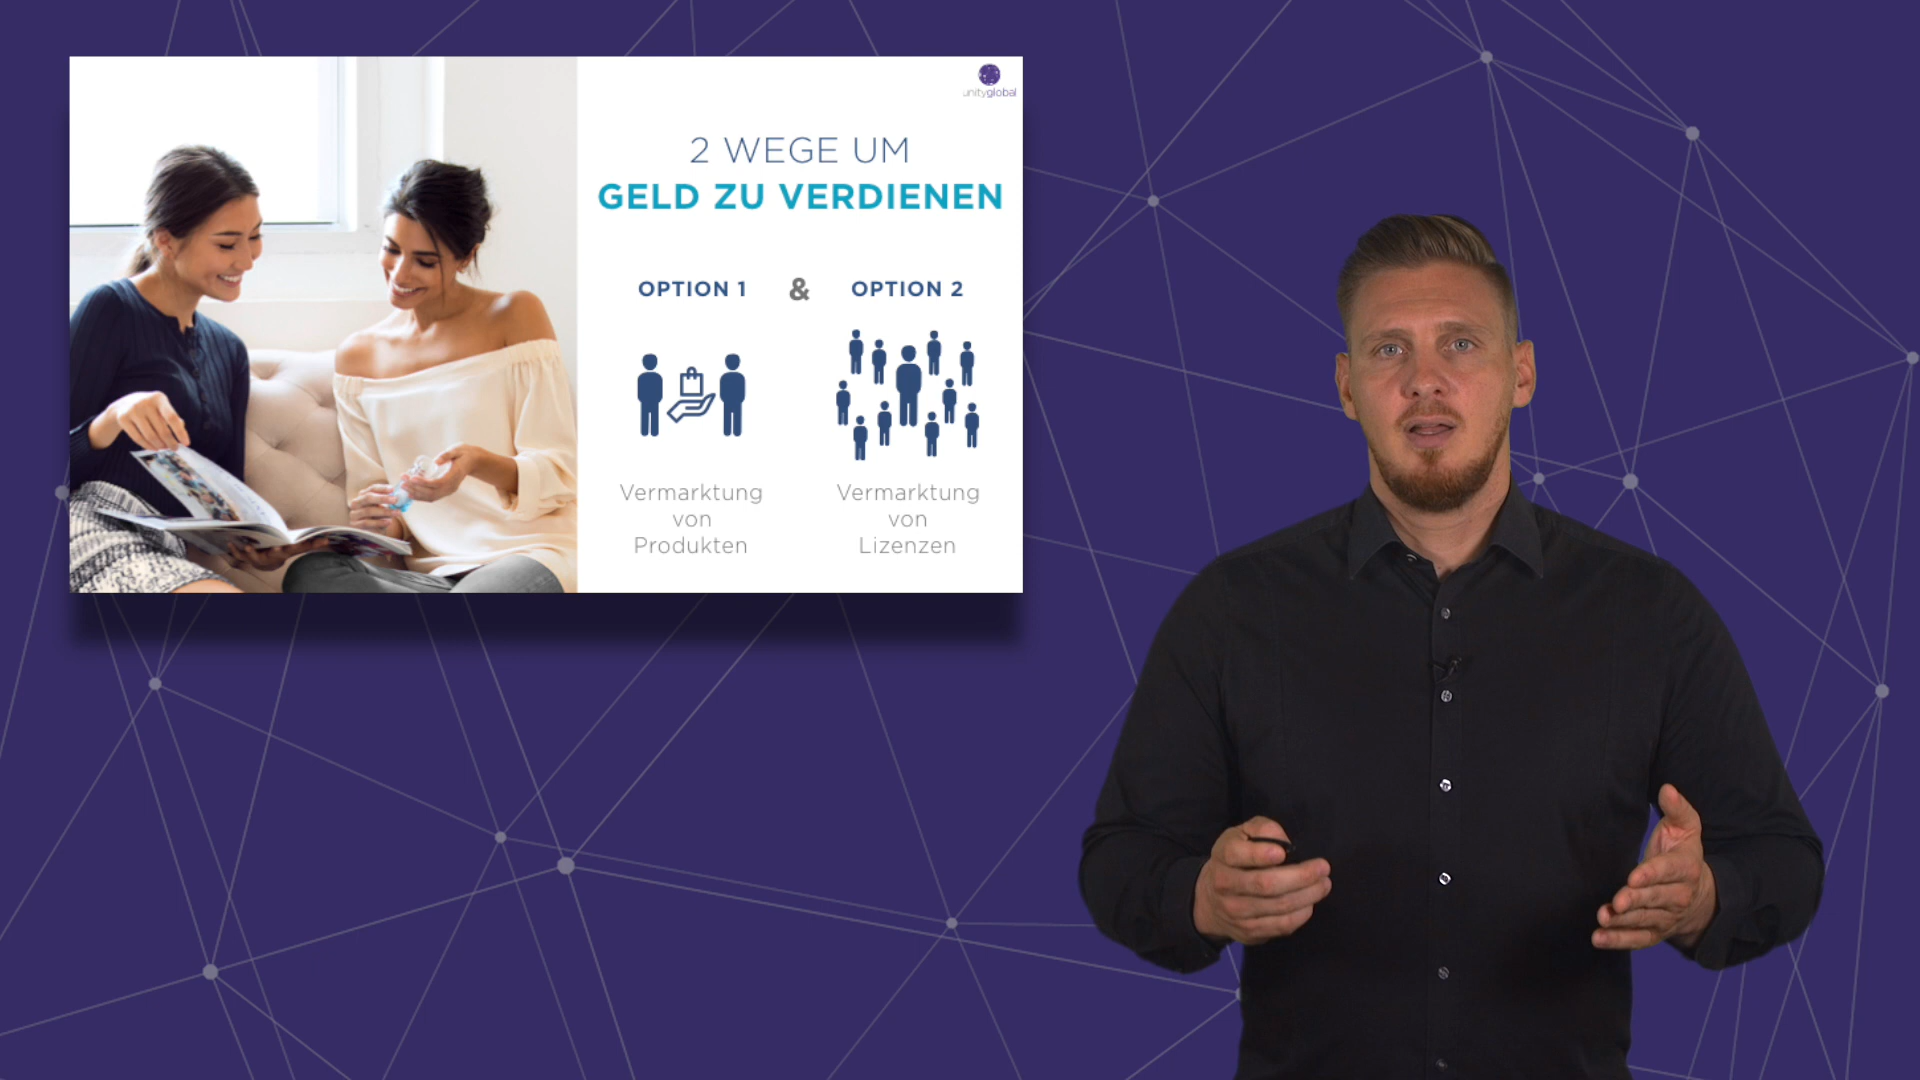 unityglobal
2 WEGE UM
GELD ZU VERDIENEN
OPTION 1 & OPTION 2
Vermarktung
von
Produkten
Vermarktung
von
Lizenzen